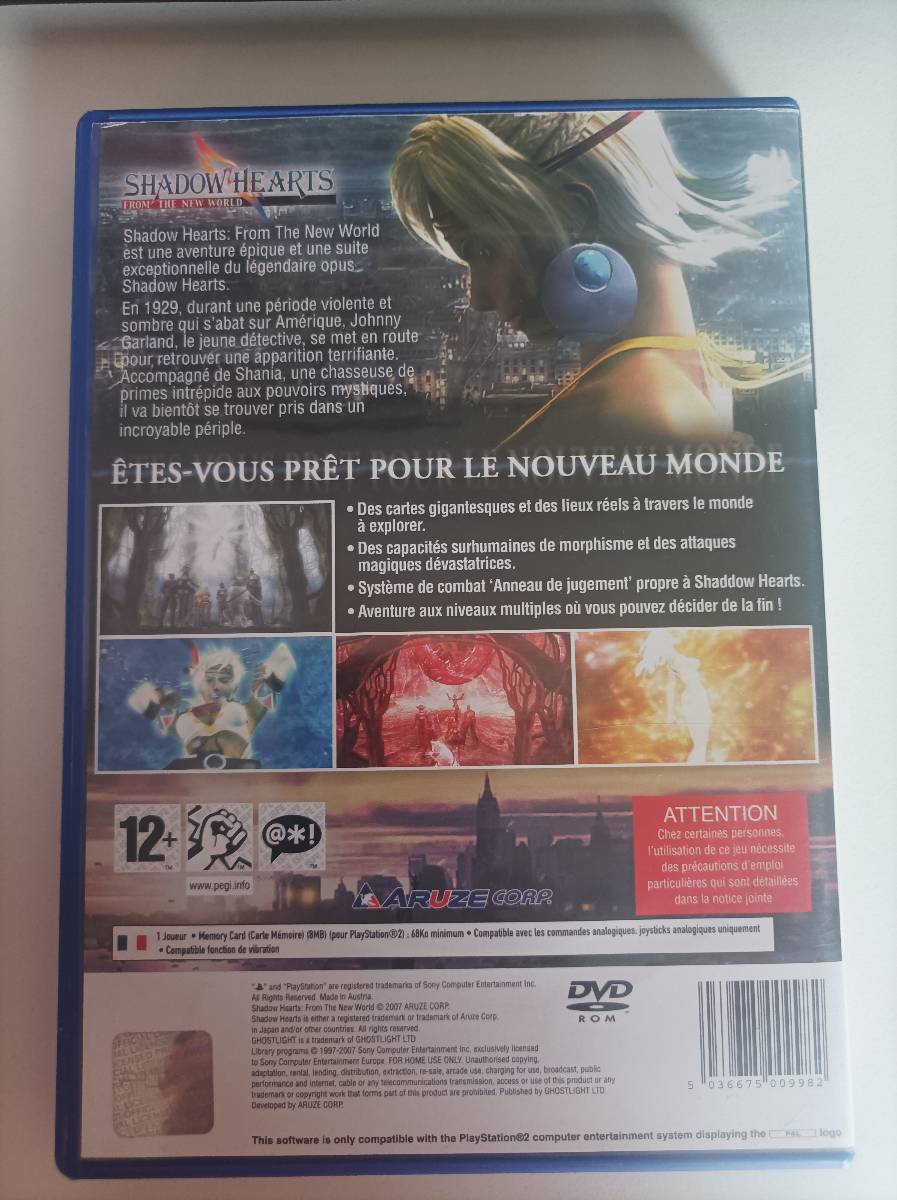 SHADOW HEARTS
FROM THE NEW WORLD
Shadow Hearts: From The New World
est une aventure épique et une suite
exceptionnelle du légendaire opus
Shadow Hearts.
En 1929, durant une période violente et
sombre qui s'abat sur Amérique, Johnny
Garland, le jeune détective, se met en route
pour retrouver une apparition terrifiante.
Accompagné de Shania, une chasseuse de
primes intrépide aux pouvoirs mystiques,
il va bientôt se trouver pris dans un
incroyable périple.
ÊTES-VOUS PRÊT POUR LE NOUVEAU MONDE
• Des cartes gigantesques et des lieux réels à travers le monde
à explorer.
• Des capacités surhumaines de morphisme et des attaques
magiques dévastatrices.
• Système de combat 'Anneau de jugement' propre à Shaddow Hearts.
• Aventure aux niveaux multiples où vous pouvez décider de la fin !
12+
@*!
www.pegi.info
ARUZE CORP.
ATTENTION
Chez certaines personnes,
l'utilisation de ce jeu nécessite
des précautions d'emploi
particulières qui sont détaillées
dans la notice jointe
1 Joueur • Memory Card (Carte Mémoire) (8MB) (pour PlayStation®2) : 68Ko minimum • Compatible avec les commandes analogiques: joysticks analogiques uniquement
• Compatible fonction de vibration
" " and "PlayStation" are registered trademarks of Sony Computer Entertainment Inc.
All Rights Reserved. Made in Austria.
Shadow Hearts: From The New World © 2007 ARUZE CORP.
Shadow Hearts is either a registered trademark or trademark of Aruze Corp.
in Japan and/or other countries. All rights reserved.
GHOSTLIGHT is a trademark of GHOSTLIGHT LTD
Library programs © 1997-2007 Sony Computer Entertainment Inc. exclusively licensed
to Sony Computer Entertainment Europe. FOR HOME USE ONLY. Unauthorised copying,
adaptation, rental, lending, distribution, extraction, re-sale, arcade use, charging for use, broadcast, public
performance and internet, cable or any telecommunications transmission, access or use of this product or any
trademark or copyright work that forms part of this product are prohibited. Published by GHOSTLIGHT LTD.
Developed by ARUZE CORP.
DVD
ROM
5 036675 009982
This software is only compatible with the PlayStation®2 computer entertainment system displaying the PAL logo